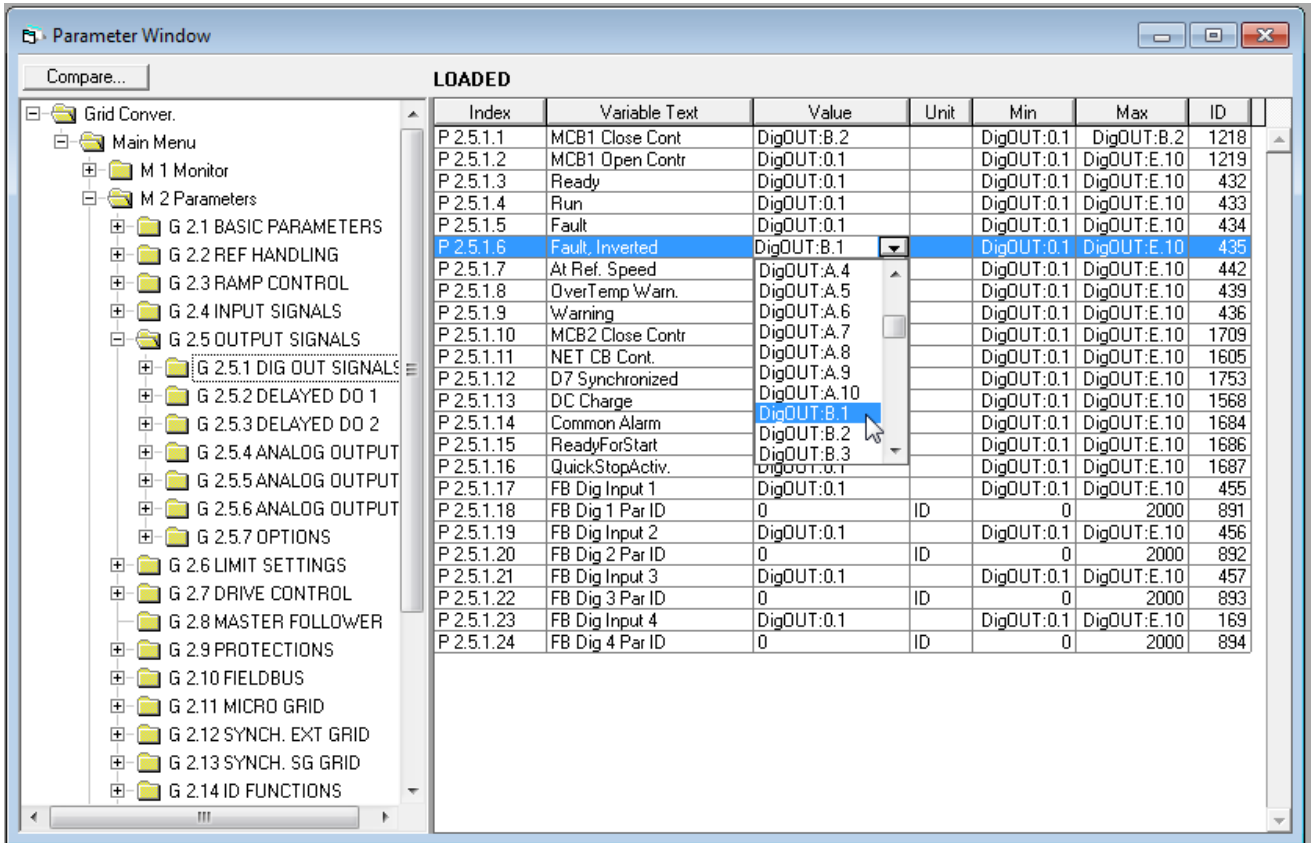 Parameter Window
Compare...
LOADED
Grid Conver.
Main Menu
M 1 Monitor
M 2 Parameters
G 2.1 BASIC PARAMETERS
G 2.2 REF HANDLING
G 2.3 RAMP CONTROL
G 2.4 INPUT SIGNALS
G 2.5 OUTPUT SIGNALS
G 2.5.1 DIG OUT SIGNALS
G 2.5.2 DELAYED DO 1
G 2.5.3 DELAYED DO 2
G 2.5.4 ANALOG OUTPUT
G 2.5.5 ANALOG OUTPUT
G 2.5.6 ANALOG OUTPUT
G 2.5.7 OPTIONS
G 2.6 LIMIT SETTINGS
G 2.7 DRIVE CONTROL
G 2.8 MASTER FOLLOWER
G 2.9 PROTECTIONS
G 2.10 FIELDBUS
G 2.11 MICRO GRID
G 2.12 SYNCH. EXT GRID
G 2.13 SYNCH. SG GRID
G 2.14 ID FUNCTIONS
Index Variable Text Value Unit Min Max ID
P 2.5.1.1 MCB1 Close Cont DigOUT:B.2 DigOUT:0.1 DigOUT:B.2 1218
P 2.5.1.2 MCB1 Open Contr DigOUT:0.1 DigOUT:0.1 DigOUT:E.10 1219
P 2.5.1.3 Ready DigOUT:0.1 DigOUT:0.1 DigOUT:E.10 432
P 2.5.1.4 Run DigOUT:0.1 DigOUT:0.1 DigOUT:E.10 433
P 2.5.1.5 Fault DigOUT:0.1 DigOUT:0.1 DigOUT:E.10 434
P 2.5.1.6 Fault, Inverted DigOUT:B.1 DigOUT:0.1 DigOUT:E.10 435
P 2.5.1.7 At Ref. Speed DigOUT:0.1 DigOUT:E.10 442
P 2.5.1.8 OverTemp Warn. DigOUT:0.1 DigOUT:E.10 439
P 2.5.1.9 Warning DigOUT:0.1 DigOUT:E.10 436
P 2.5.1.10 MCB2 Close Contr DigOUT:0.1 DigOUT:E.10 1709
P 2.5.1.11 NET CB Cont. DigOUT:0.1 DigOUT:E.10 1605
P 2.5.1.12 D7 Synchronized DigOUT:0.1 DigOUT:E.10 1753
P 2.5.1.13 DC Charge DigOUT:0.1 DigOUT:E.10 1568
P 2.5.1.14 Common Alarm DigOUT:0.1 DigOUT:E.10 1684
P 2.5.1.15 ReadyForStart DigOUT:0.1 DigOUT:E.10 1686
P 2.5.1.16 QuickStopActiv. DigOUT:0.1 DigOUT:0.1 DigOUT:E.10 1687
P 2.5.1.17 FB Dig Input 1 DigOUT:0.1 DigOUT:0.1 DigOUT:E.10 455
P 2.5.1.18 FB Dig 1 Par ID 0 ID 0 2000 891
P 2.5.1.19 FB Dig Input 2 DigOUT:0.1 DigOUT:0.1 DigOUT:E.10 456
P 2.5.1.20 FB Dig 2 Par ID 0 ID 0 2000 892
P 2.5.1.21 FB Dig Input 3 DigOUT:0.1 DigOUT:0.1 DigOUT:E.10 457
P 2.5.1.22 FB Dig 3 Par ID 0 ID 0 2000 893
P 2.5.1.23 FB Dig Input 4 DigOUT:0.1 DigOUT:0.1 DigOUT:E.10 169
P 2.5.1.24 FB Dig 4 Par ID 0 ID 0 2000 894
DigOUT:A.4
DigOUT:A.5
DigOUT:A.6
DigOUT:A.7
DigOUT:A.8
DigOUT:A.9
DigOUT:A.10
DigOUT:B.1
DigOUT:B.2
DigOUT:B.3